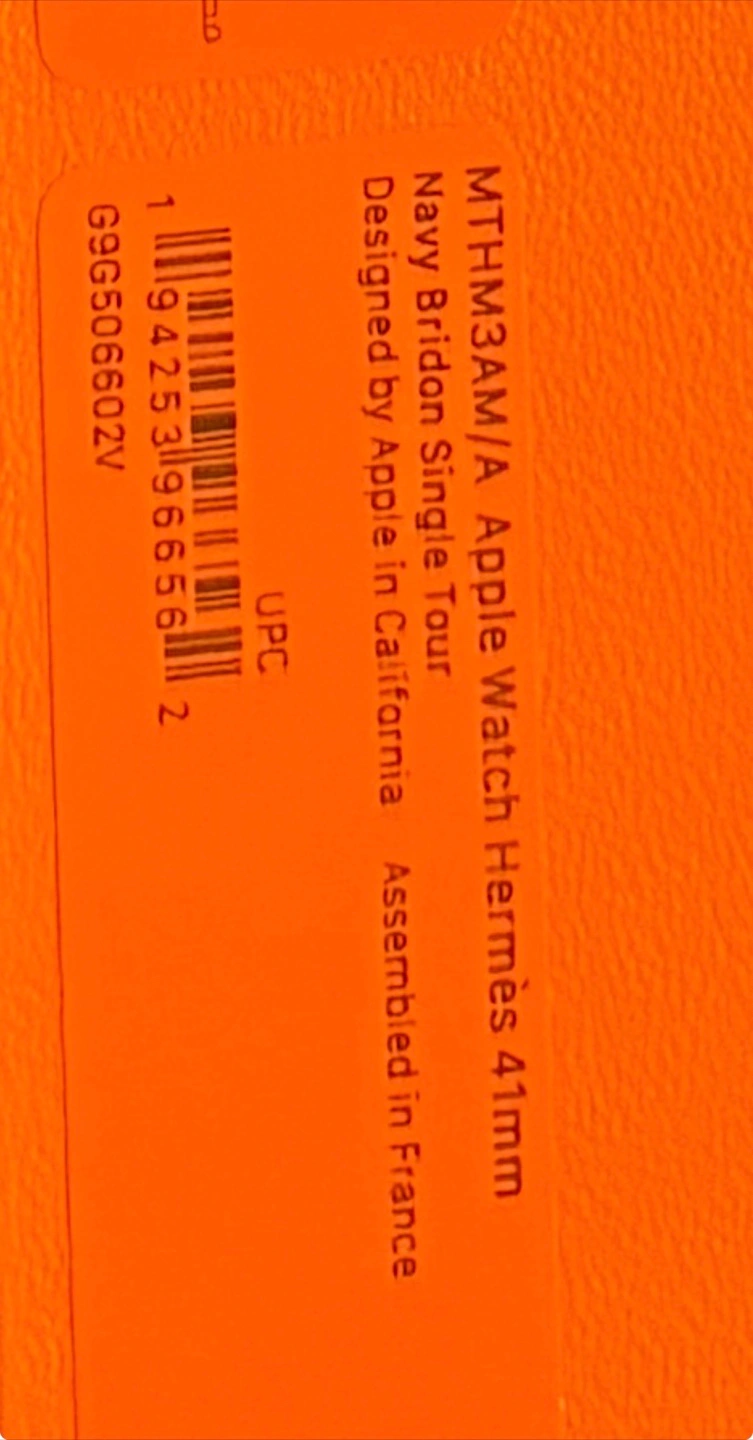 MTHM3AM/A Apple Watch Hermès 41mm
Navy Bridon Single Tour
Designed by Apple in California Assembled in France
UPC
1 94253 96656 2
G9G506602V